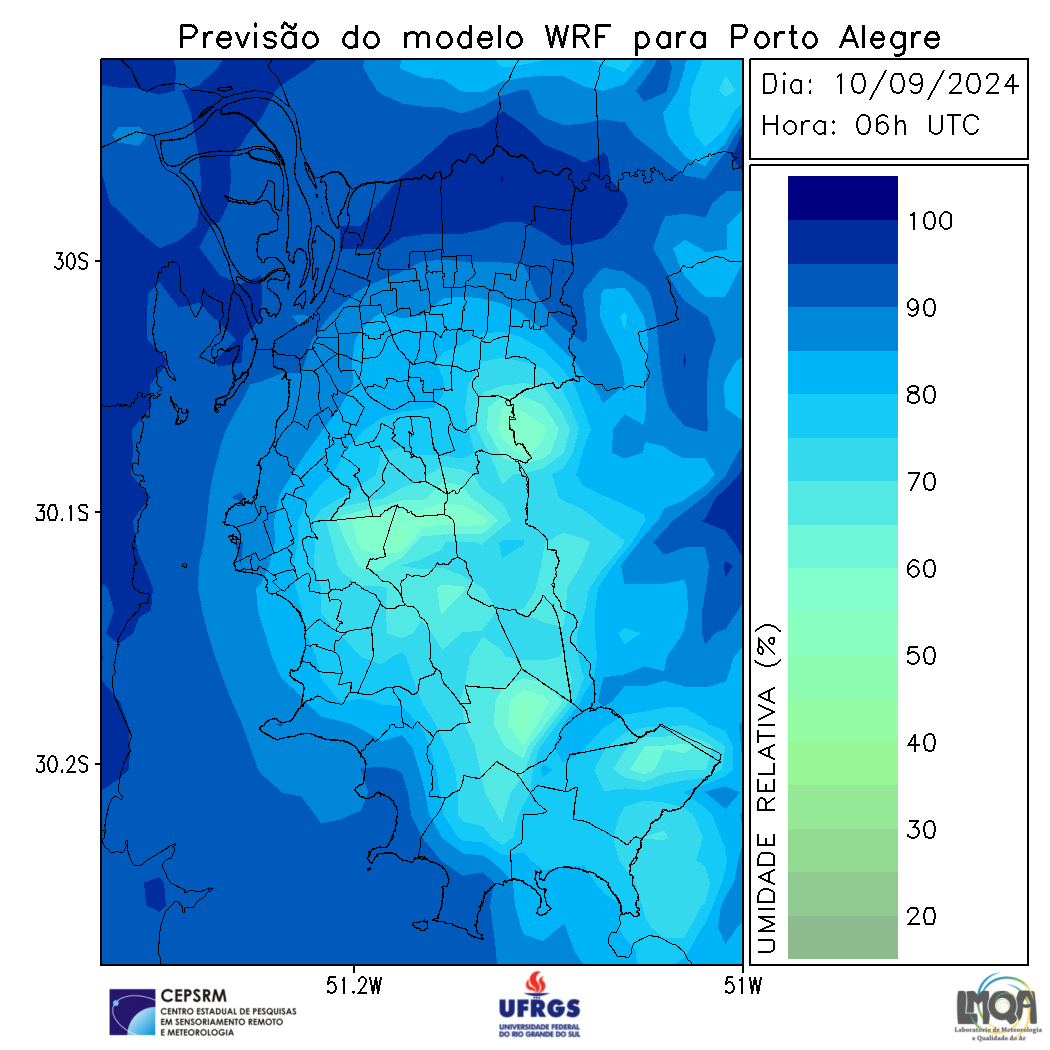 Previsão do modelo WRF para Porto Alegre
Dia: 10/09/2024
Hora: 06h UTC
30S
30.1S
30.2S
51.2W
51W
100
90
80
70
60
50
40
30
20
UMIDADE RELATIVA (%)
CEPSRM
CENTRO ESTADUAL DE PESQUISAS
EM SENSORIAMENTO REMOTO
E METEOROLOGIA
UFRGS
UNIVERSIDADE FEDERAL
DO RIO GRANDE DO SUL
LMQA
Laboratório de Meteorologia
e Qualidade do Ar